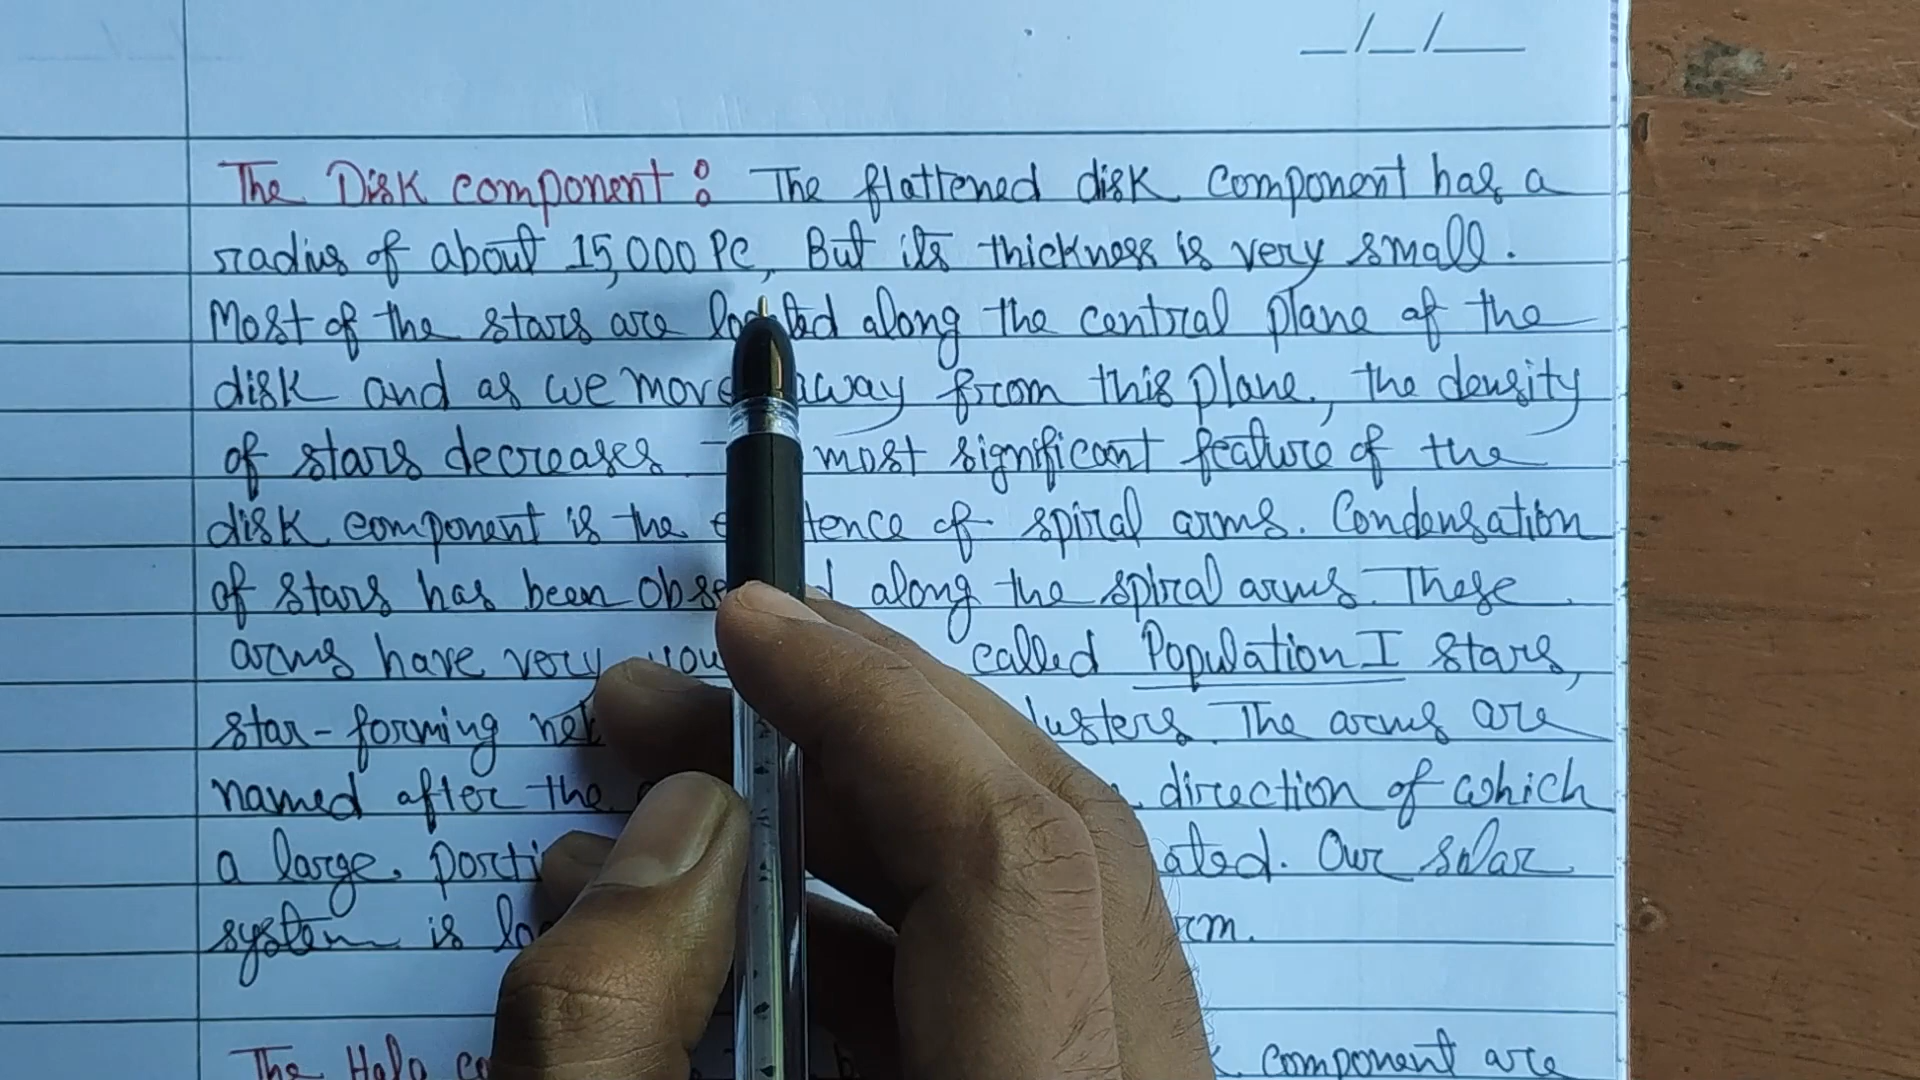 _/_/_
The Disk component: The flattened disk component has a
radius of about 15,000 PC, But its thickness is very small.
Most of the stars are located along the central plane of the
disk and as we move away from this plane, the density
of stars decreases. most significant feature of the
disk component is the existence of spiral arms. Condensation
of stars has been observed along the spiral arms. These
arms have very called Population I stars,
star-forming The arms are
named after the direction of which
a large Our solar
system is
The Halo component are